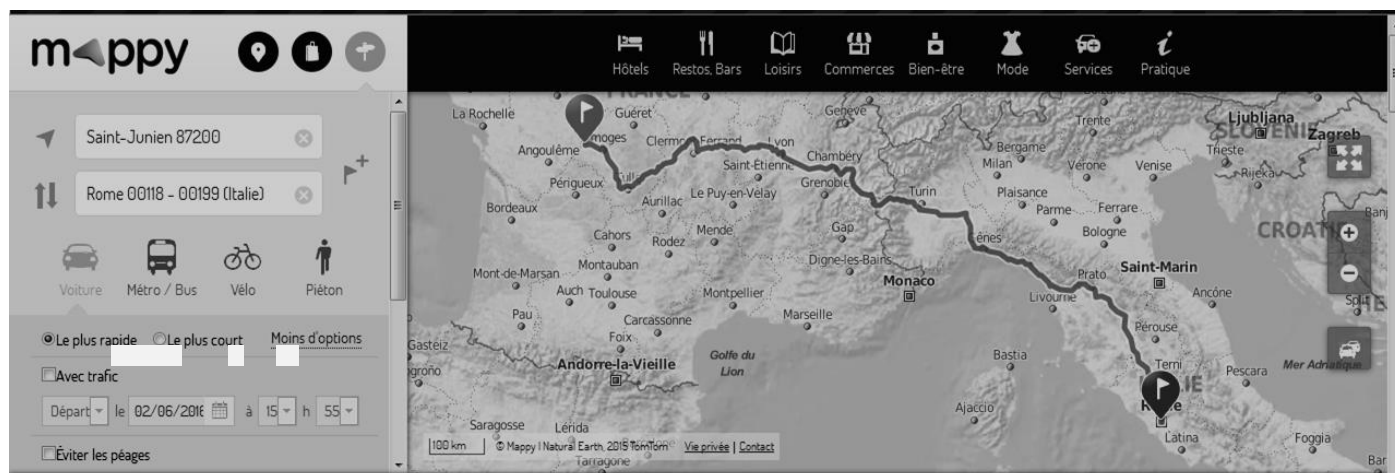 mappy
Hôtels Restos, Bars Loisirs Commerces Bien-être Mode Services Pratique
Saint-Junien 87200
Rome 00118 - 00199 (Italie)
Voiture Métro / Bus Vélo Piéton
Le plus rapide Le plus court Moins d'options
Avec trafic
Départ le 02/06/2016 à 15 h 55
Éviter les péages
FRANCE
La Rochelle Guéret Genève Trente Ljubljana
SLOVENIE Zagreb
Angoulême Clermont-Ferrand Lyon Bergame Trieste
Saint-Étienne Chambéry Milan Vérone Venise
Rijeka
Périgueux Tulle Grenoble Turin
Bordeaux Aurillac Le Puy-en-Velay Plaisance
Parme Ferrare
Cahors Rodez Mende Gap Gênes Bologne
Montauban Digne-les-Bains
Mont-de-Marsan Monaco Prato Saint-Marin
Auch Toulouse Montpellier Livourne Ancône
Pau Carcassonne Marseille Pérouse
Foix
Gasteiz
Andorre-la-Vieille Golfe du Lion Bastia Terni Pescara Mer Adriatique
Ajaccio Rome
Saragosse Lérida Latina Foggia
100 km © Mappy | Natural Earth, 2015 TomTom Vie privée | Contact
Tarragone